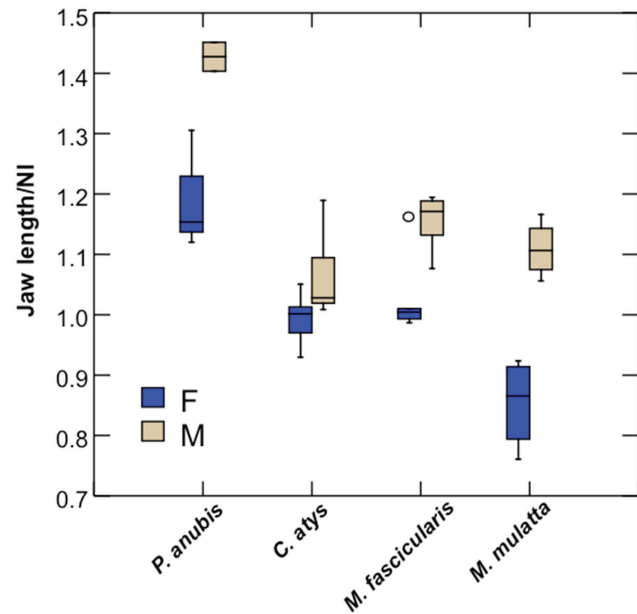 Jaw length/NI
1.5
1.4
1.3
1.2
1.1
1.0
0.9
0.8
0.7
F
M
P. anubis
C. atys
M. fascicularis
M. mulatta